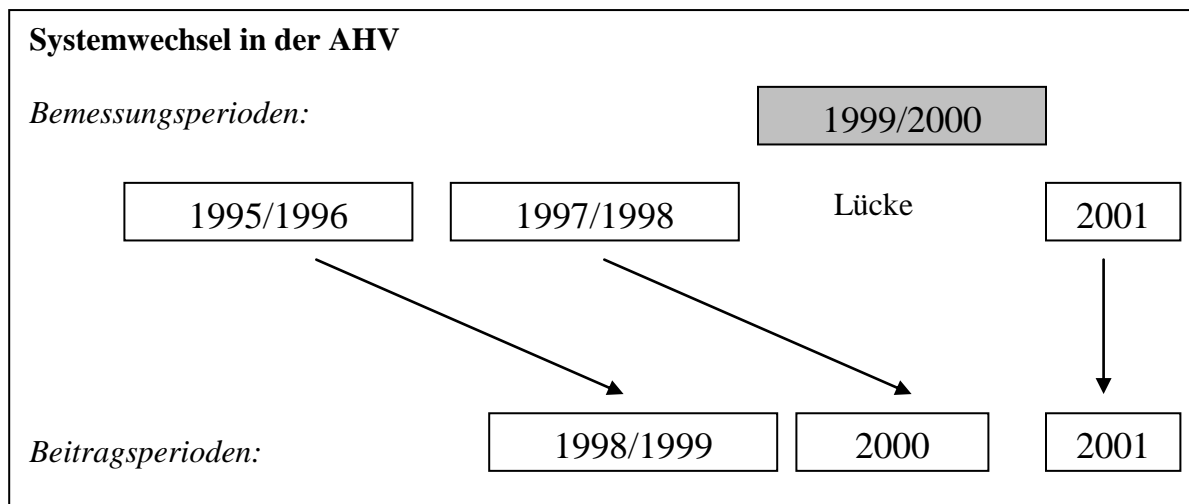 Systemwechsel in der AHV
Bemessungsperioden:
1999/2000
1995/1996 1997/1998 Lücke 2001
Beitragsperioden: 1998/1999 2000 2001